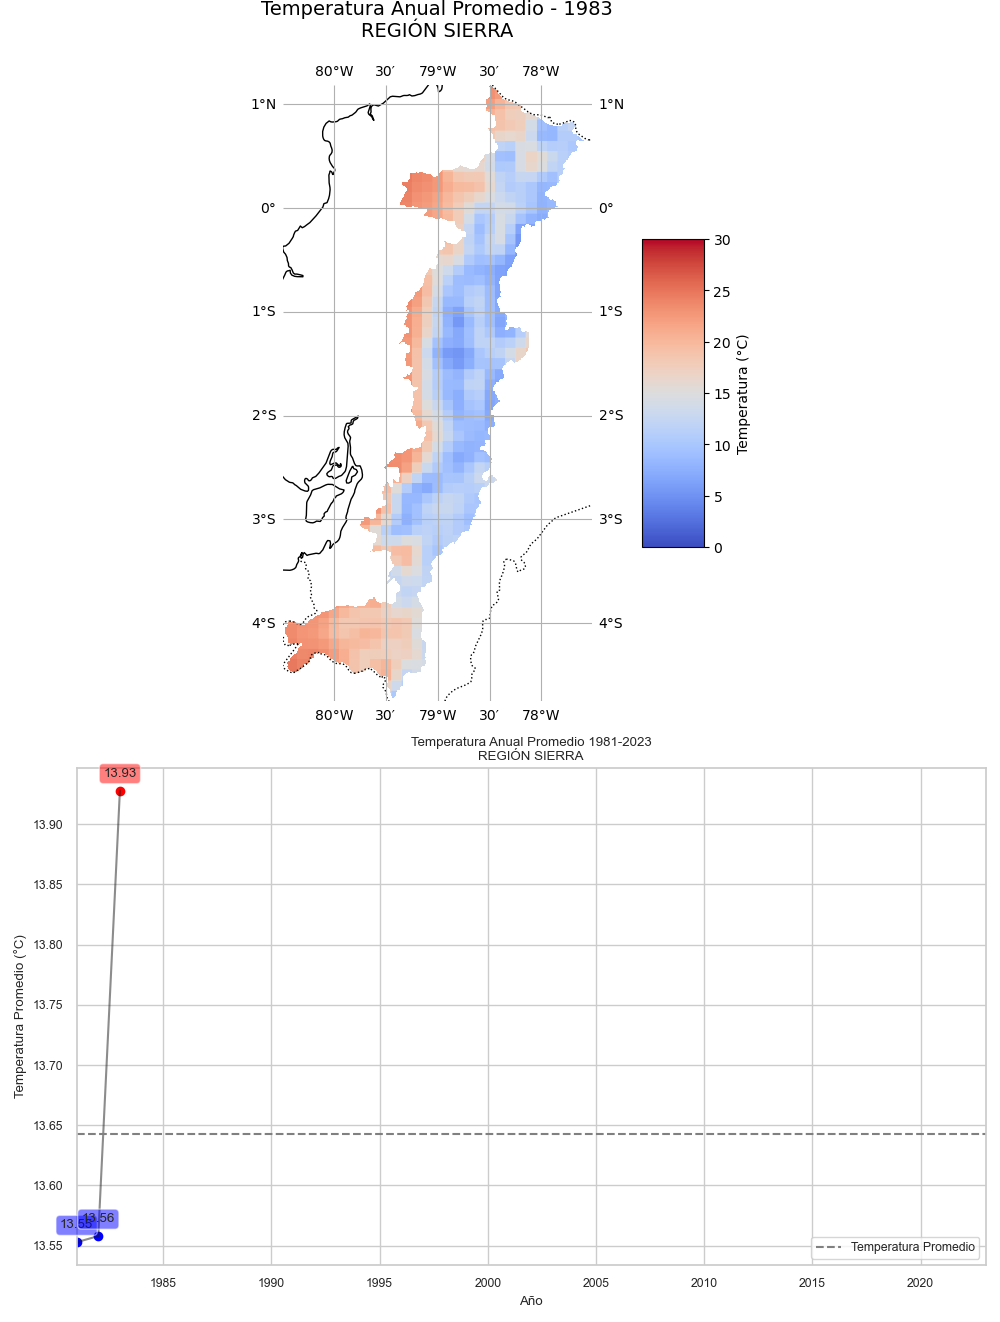 Temperatura Anual Promedio - 1983
REGIÓN SIERRA
80°W 30′ 79°W 30′ 78°W
1°N 1°N
0° 0°
1°S 1°S
2°S 2°S
3°S 3°S
4°S 4°S
80°W 30′ 79°W 30′ 78°W
30
25
20
15
10
5
0
Temperatura (°C)
Temperatura Anual Promedio 1981-2023
REGIÓN SIERRA
13.93
13.90
13.85
13.80
13.75
13.70
13.65
13.60
13.55
Temperatura Promedio (°C)
13.55
13.56
Temperatura Promedio
1985 1990 1995 2000 2005 2010 2015 2020
Año